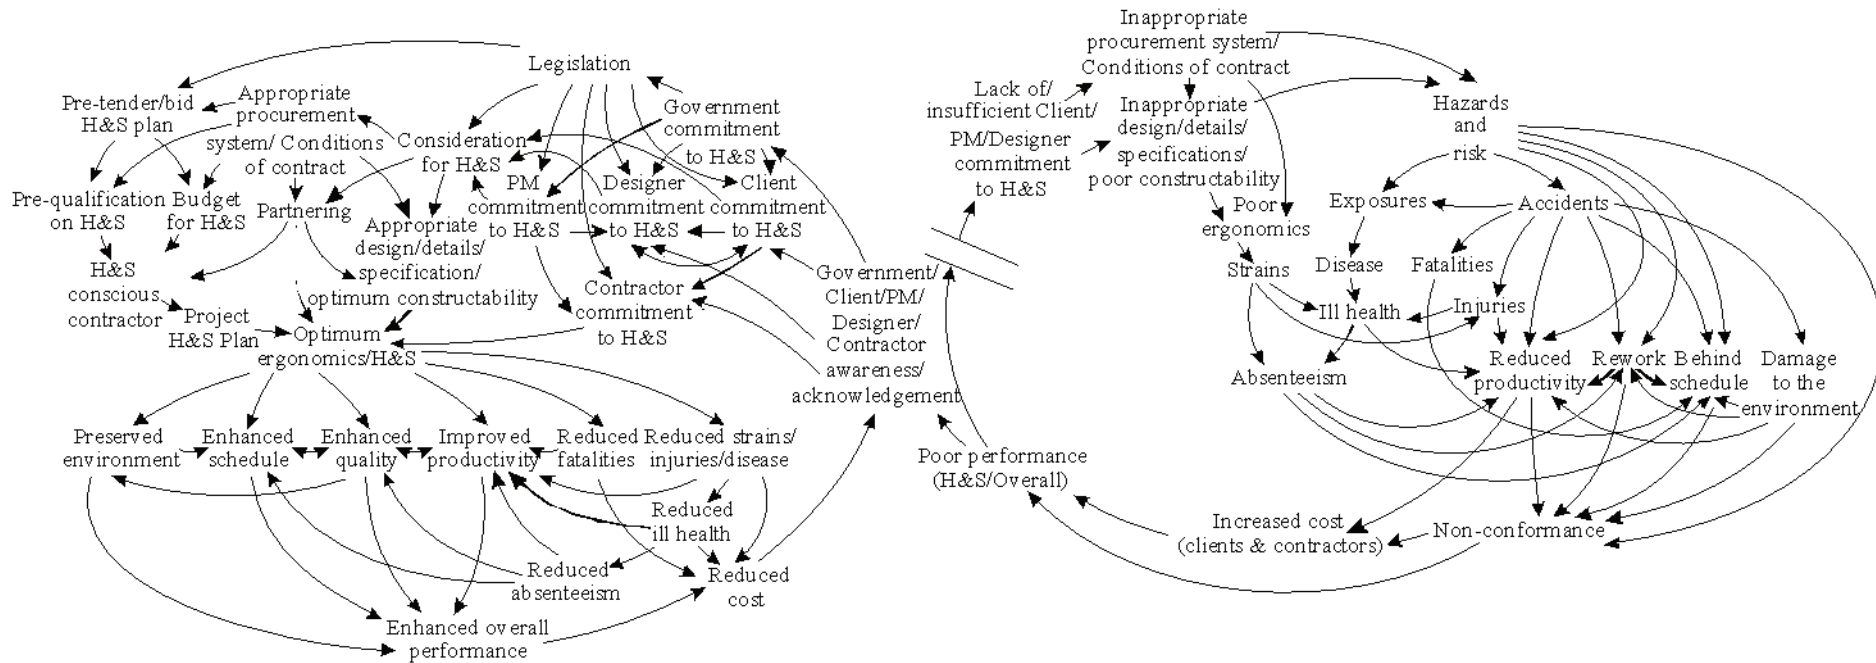 Legislation
Pre-tender/bid
H&S plan
Appropriate
procurement
system/ Conditions
of contract
Consideration
for H&S
Government
commitment
to H&S
Pre-qualification
on H&S
Budget
for H&S
Partnering
PM
commitment
to H&S
Designer
commitment
to H&S
Client
commitment
to H&S
Appropriate
design/details/
specification/
optimum constructability
H&S
conscious
contractor
Project
H&S Plan
Contractor
commitment
to H&S
Optimum
ergonomics/H&S
Government/
Client/PM/
Designer/
Contractor
awareness/
acknowledgement
Preserved
environment
Enhanced
schedule
Enhanced
quality
Improved
productivity
Reduced
fatalities
Reduced strains/
injuries/disease
Reduced
ill health
Reduced
absenteeism
Reduced
cost
Enhanced overall
performance
Inappropriate
procurement system/
Conditions of contract
Lack of/
insufficient Client/
PM/Designer
commitment
to H&S
Inappropriate
design/details/
specifications/
poor constructability
Hazards
and
risk
Poor
ergonomics
Exposures
Accidents
Strains
Disease
Fatalities
Ill health
Injuries
Absenteeism
Reduced
productivity
Rework
Behind
schedule
Damage
to the
environment
Poor performance
(H&S/Overall)
Increased cost
(clients & contractors)
Non-conformance